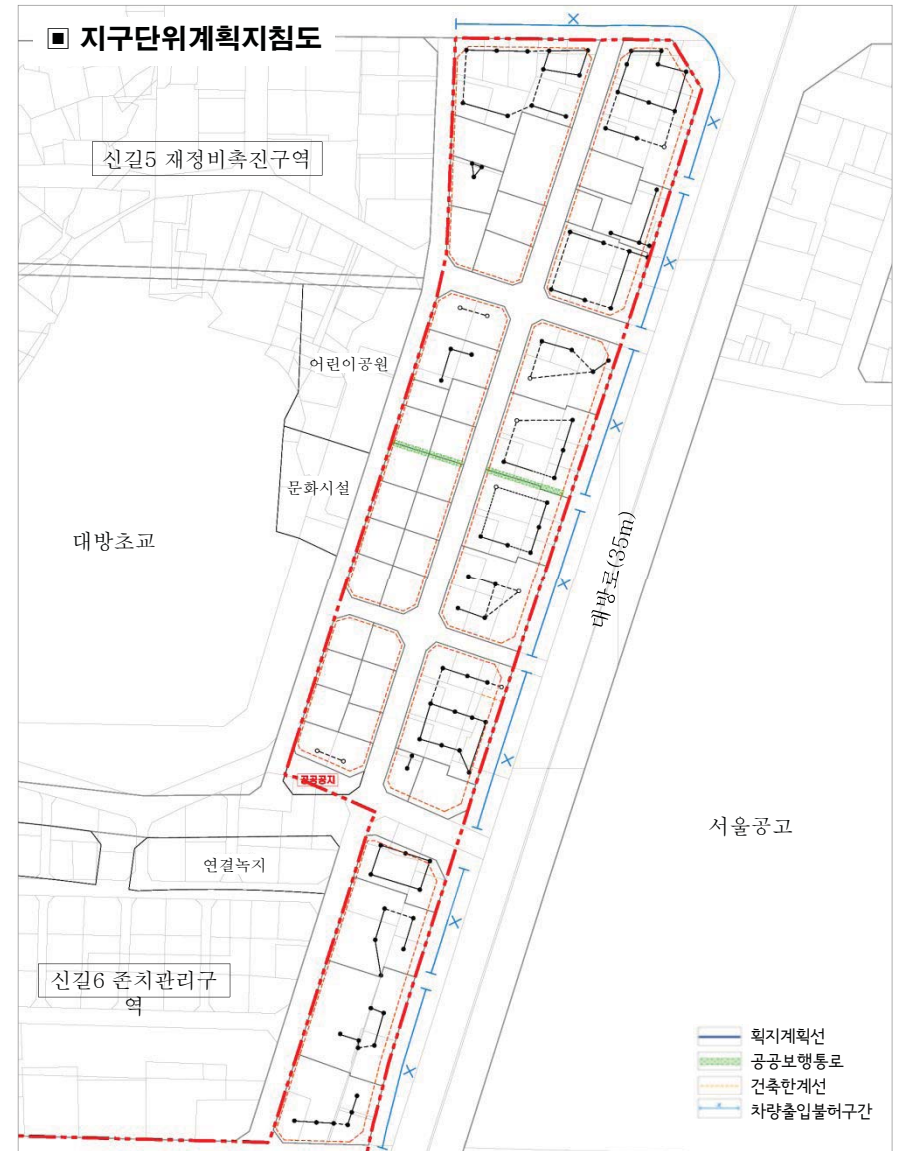 ▣ 지구단위계획지침도
신길5 재정비촉진구역
어린이공원
문화시설
대방초교
대방로(35m)
공공공지
서울공고
연결녹지
신길6 존치관리구
역
획지계획선
공공보행통로
건축한계선
차량출입불허구간